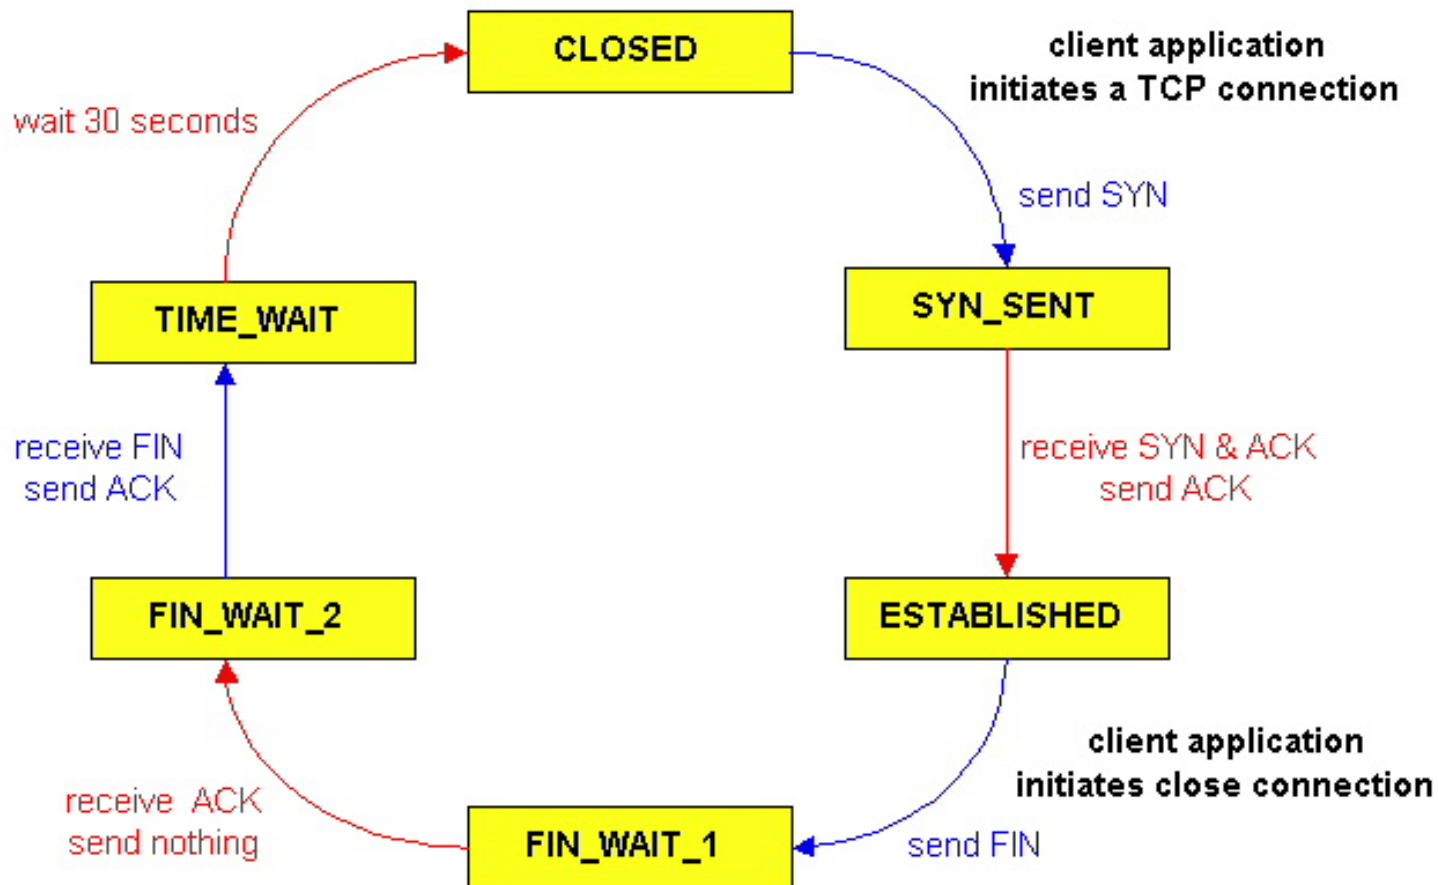 CLOSED
client application
initiates a TCP connection
wait 30 seconds
send SYN
TIME_WAIT
SYN_SENT
receive FIN
send ACK
receive SYN & ACK
send ACK
FIN_WAIT_2
ESTABLISHED
client application
initiates close connection
receive ACK
send nothing
FIN_WAIT_1
send FIN